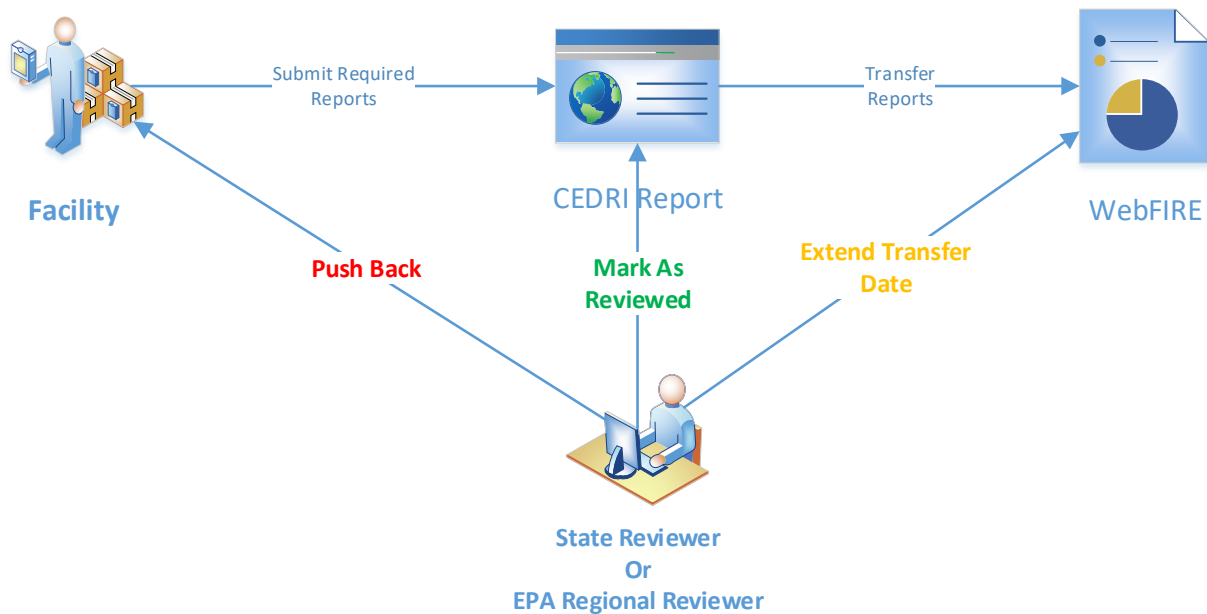 Submit Required
Reports
Transfer
Reports
Facility
CEDRI Report
WebFIRE
Push Back
Mark As
Reviewed
Extend Transfer
Date
State Reviewer
Or
EPA Regional Reviewer